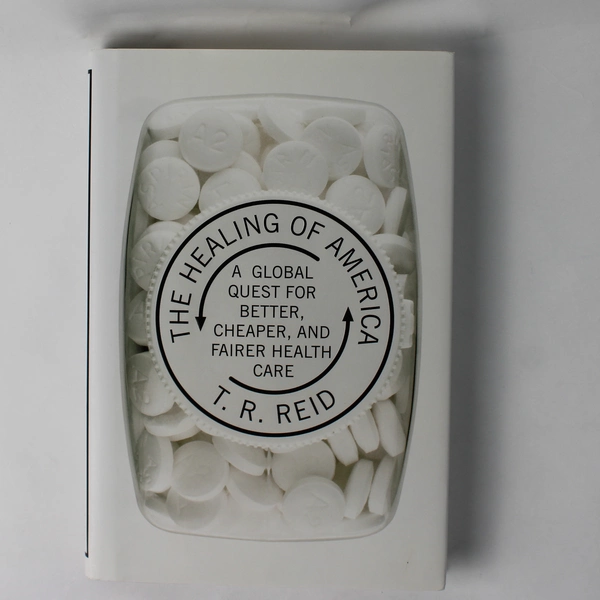 THE HEALING OF AMERICA
A GLOBAL
QUEST FOR
BETTER,
CHEAPER, AND
FAIRER HEALTH
CARE
T. R. REID